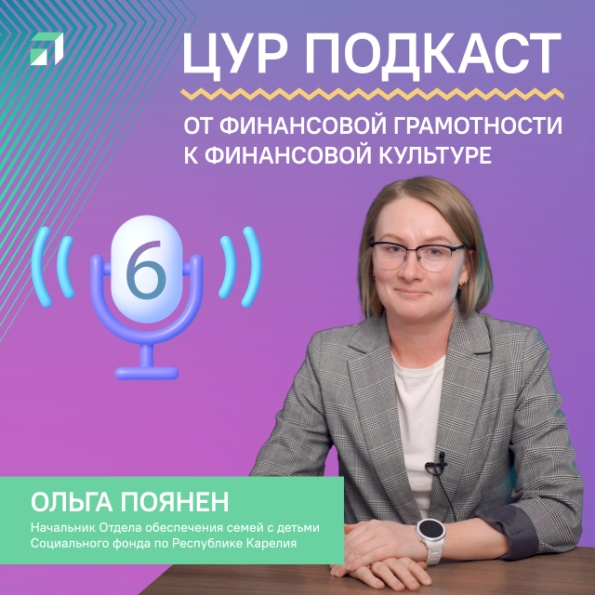 ЦУР ПОДКАСТ
ОТ ФИНАНСОВОЙ ГРАМОТНОСТИ
К ФИНАНСОВОЙ КУЛЬТУРЕ
6
ОЛЬГА ПОЯНЕН
Начальник Отдела обеспечения семей с детьми
Социального фонда по Республике Карелия